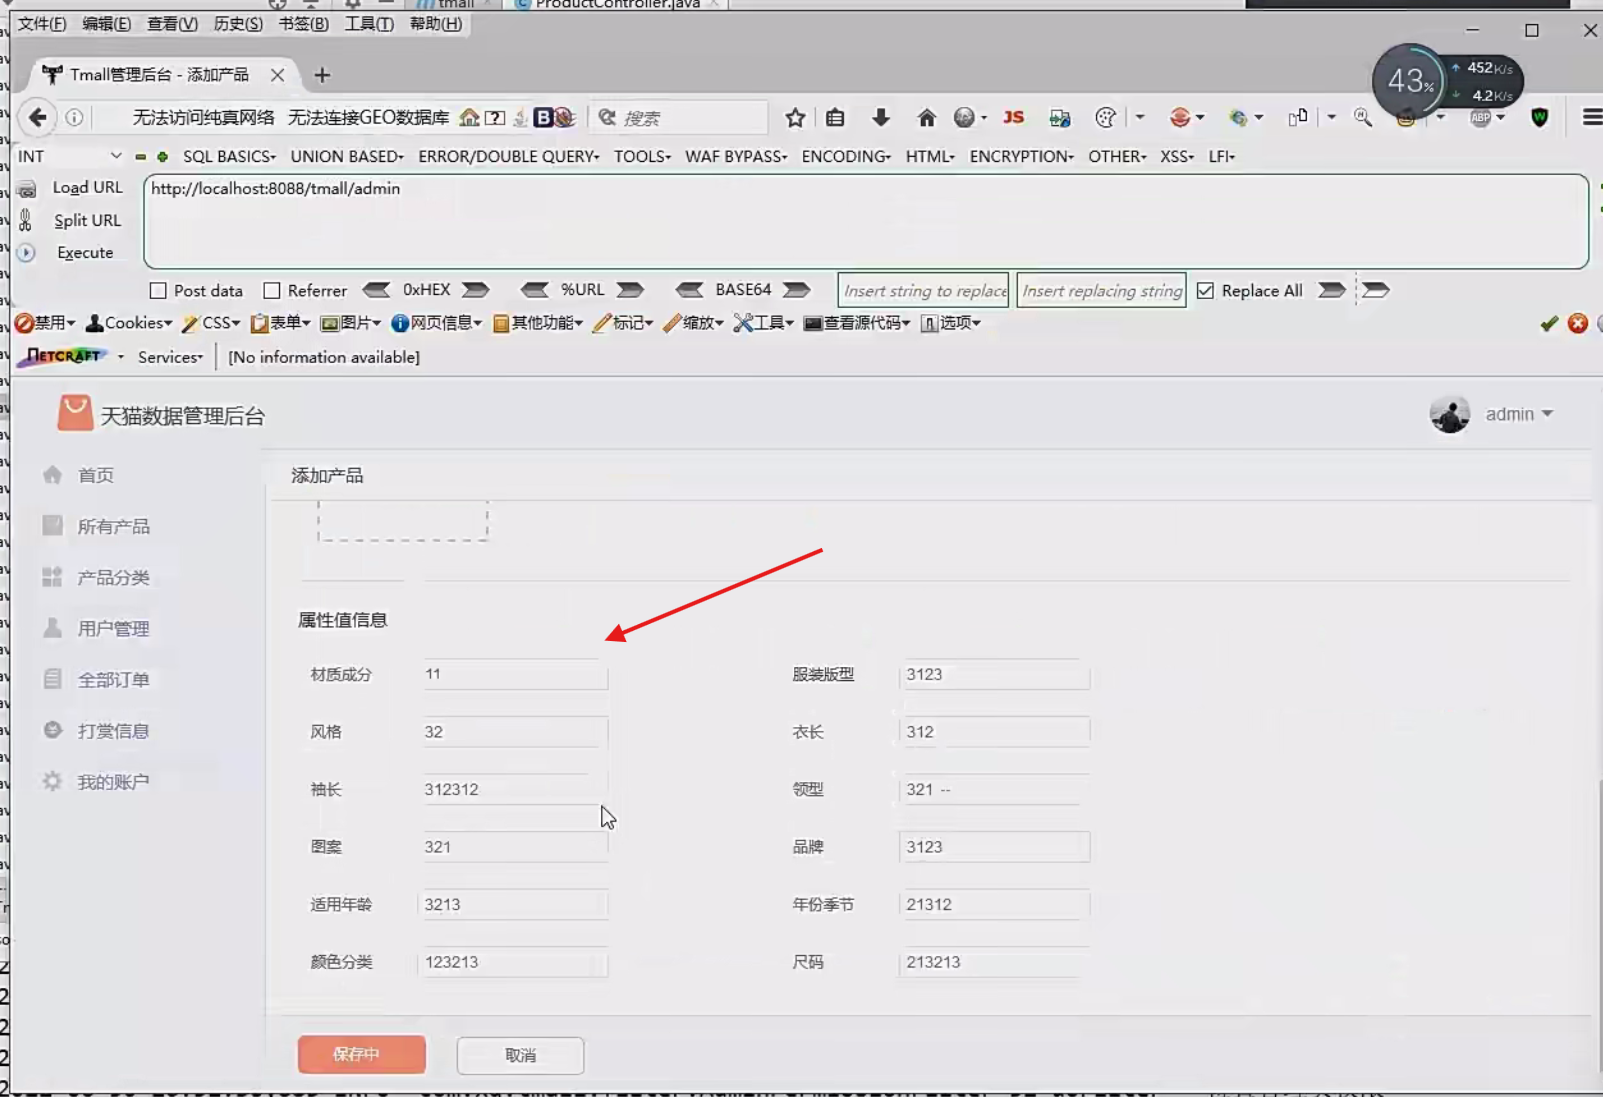 tmall ProductController.java
文件(F) 编辑(E) 查看(V) 历史(S) 书签(B) 工具(T) 帮助(H)
Tmall管理后台 - 添加产品
43% 452K/s
4.2K/s
无法访问纯真网络 无法连接GEO数据库 搜索 JS ABP
INT SQL BASICS UNION BASED ERROR/DOUBLE QUERY TOOLS WAF BYPASS ENCODING HTML ENCRYPTION OTHER XSS LFI
Load URL http://localhost:8088/tmall/admin
Split URL
Execute
Post data Referrer 0xHEX %URL BASE64 Insert string to replace Insert replacing string Replace All
禁用 Cookies CSS 表单 图片 网页信息 其他功能 标记 缩放 工具 查看源代码 选项
NETCRAFT Services [No information available]
天猫数据管理后台 admin
首页
所有产品
产品分类
用户管理
全部订单
打赏信息
我的账户
添加产品
属性值信息
材质成分 11 服装版型 3123
风格 32 衣长 312
袖长 312312 领型 321 --
图案 321 品牌 3123
适用年龄 3213 年份季节 21312
颜色分类 123213 尺码 213213
保存中 取消